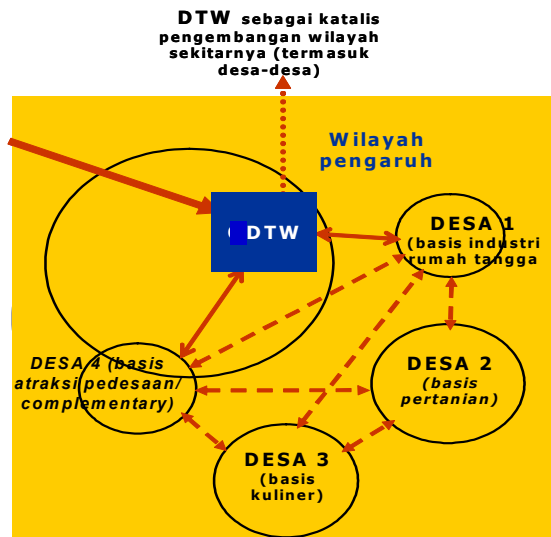 DTW sebagai katalis
pengembangan wilayah
sekitarnya (termasuk
desa-desa)
Wilayah
pengaruh
DTW
DESA 1
(basis industri
rumah tangga
DESA 4 (basis
atraksi pedesaan/
complementary)
DESA 2
(basis
pertanian)
DESA 3
(basis
kuliner)